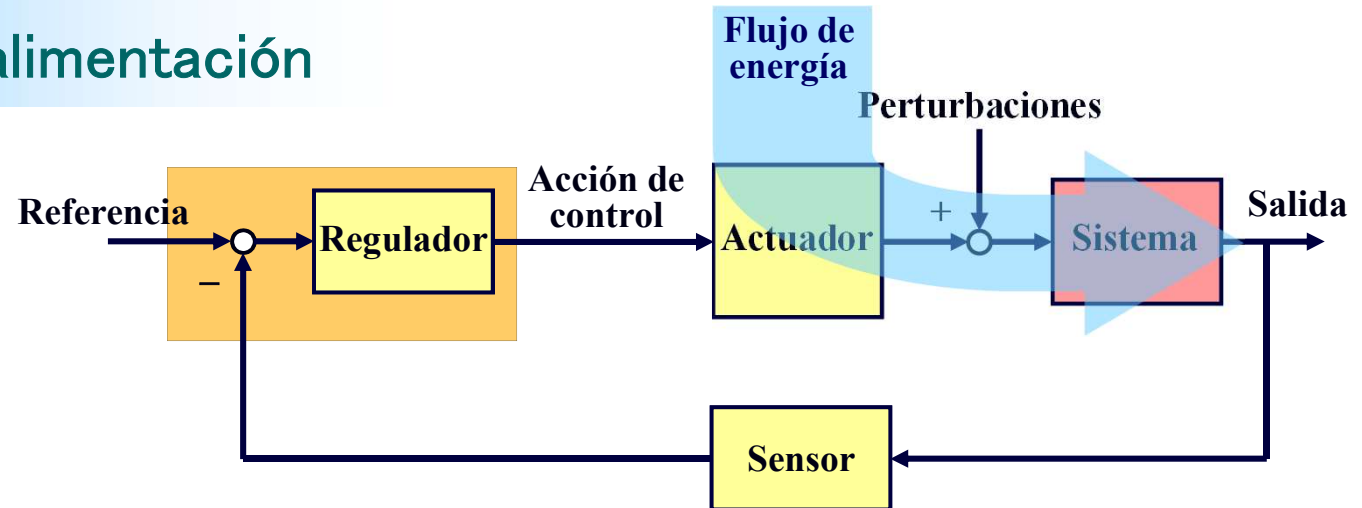 alimentación
Flujo de
energía
Perturbaciones
Referencia
Regulador
Acción de
control
Actuador
+
Sistema
Salida
−
Sensor